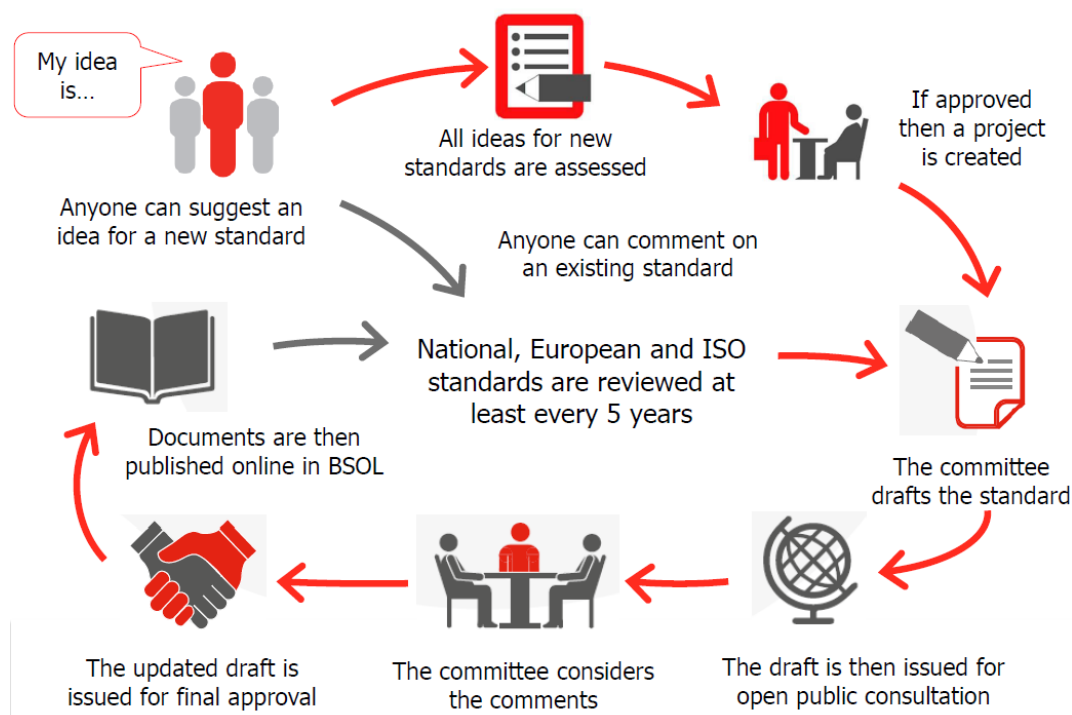 My idea
is...
Anyone can suggest an
idea for a new standard
All ideas for new
standards are assessed
If approved
then a project
is created
Anyone can comment on
an existing standard
National, European and ISO
standards are reviewed at
least every 5 years
The committee
drafts the standard
The draft is then issued for
open public consultation
The committee considers
the comments
The updated draft is
issued for final approval
Documents are then
published online in BSOL